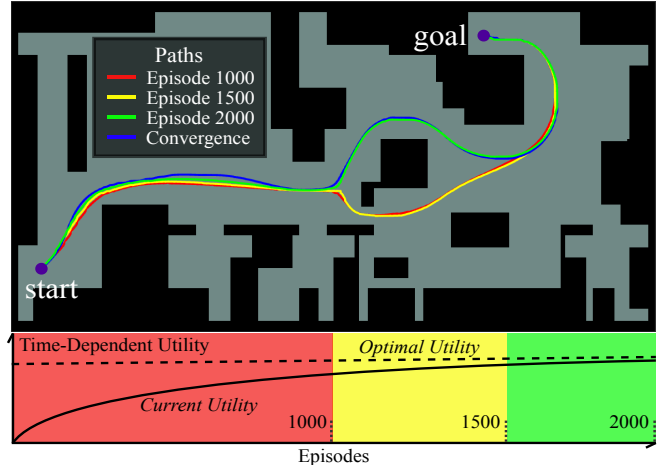 goal
Paths
Episode 1000
Episode 1500
Episode 2000
Convergence
start
Time-Dependent Utility
Optimal Utility
Current Utility
1000
1500
2000
Episodes